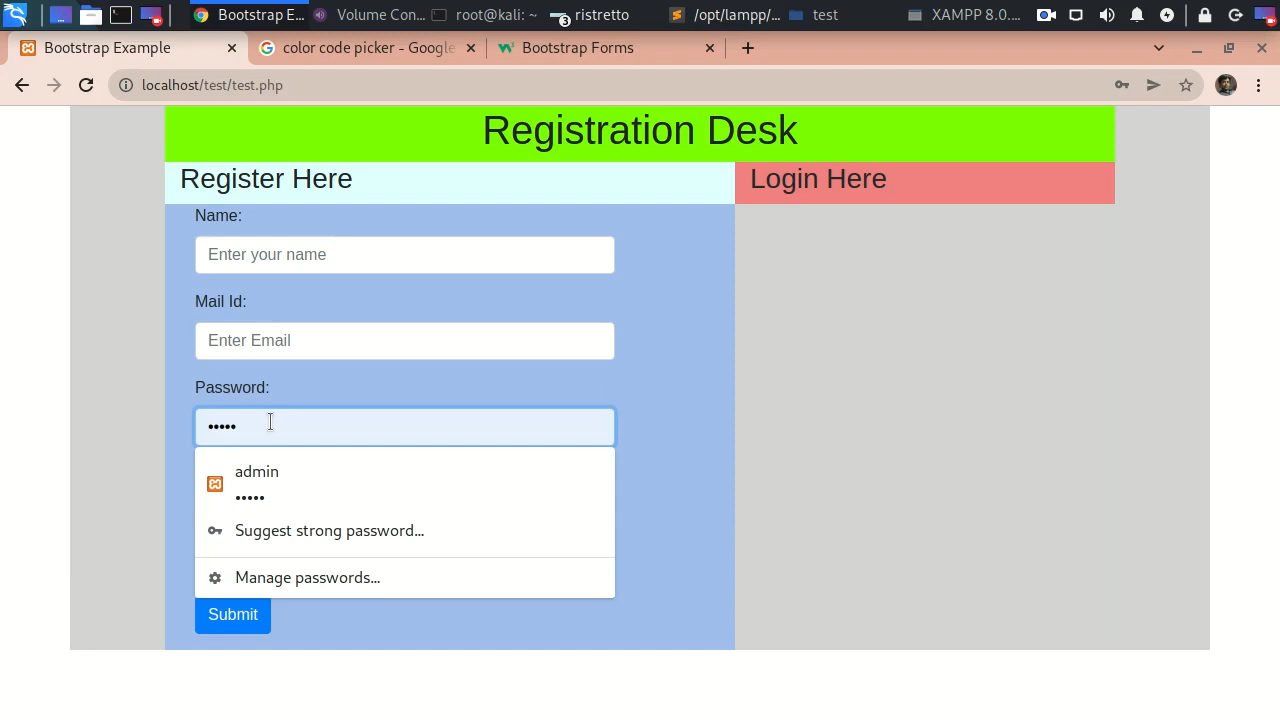 Bootstrap E... Volume Con... root@kali: ~ 3 ristretto /opt/lampp/... test XAMPP 8.0....
Bootstrap Example color code picker - Google Bootstrap Forms
localhost/test/test.php
Registration Desk
Register Here
Login Here
Name:
Enter your name
Mail Id:
Enter Email
Password:
•••••
admin
•••••
Suggest strong password...
Manage passwords...
Submit